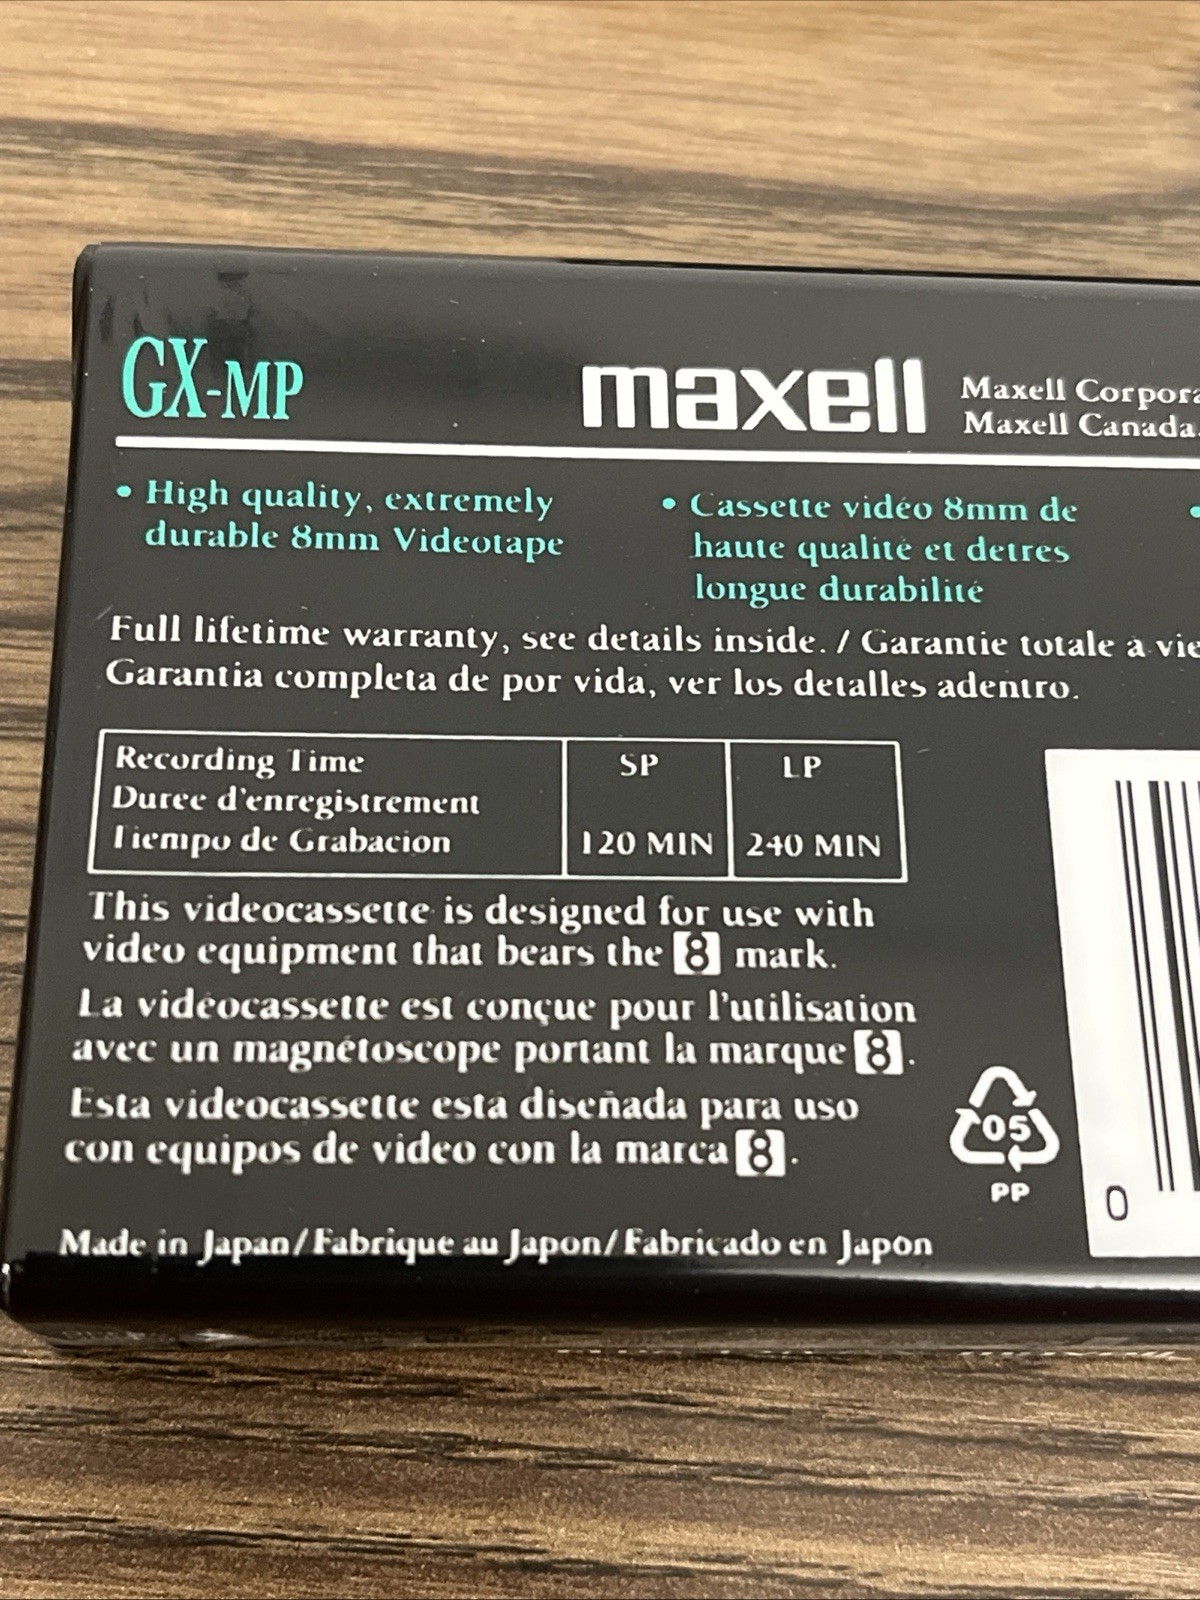 GX-MP
maxell
Maxell Corpora
Maxell Canada.
• High quality, extremely
durable 8mm Videotape
• Cassette vidéo 8mm de
haute qualité et detres
longue durabilité
•
Full lifetime warranty, see details inside. / Garantie totale à vie
Garantia completa de por vida, ver los detalles adentro.
Recording Time SP LP
Duree d'enregistrement
Tiempo de Grabacion 120 MIN 240 MIN
This videocassette is designed for use with
video equipment that bears the 8 mark.
La vidéocassette est conçue pour l'utilisation
avec un magnétoscope portant la marque 8.
Esta videocassette está diseñada para uso
con equipos de video con la marca 8.
05
PP
0
Made in Japan/Fabrique au Japon/Fabricado en Japón